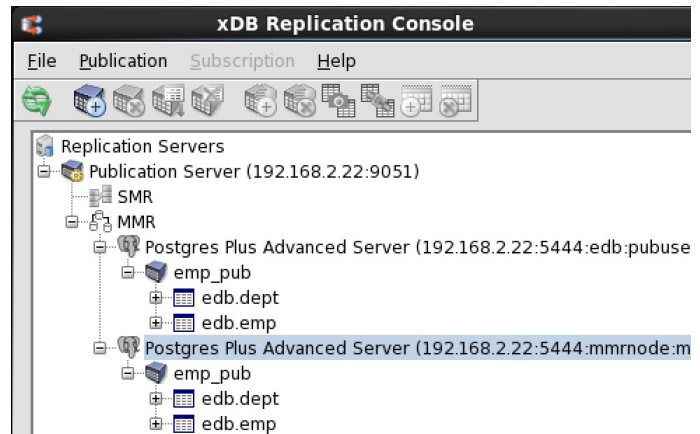 xDB Replication Console
File Publication Subscription Help
Replication Servers
Publication Server (192.168.2.22:9051)
SMR
MMR
Postgres Plus Advanced Server (192.168.2.22:5444:edb:pubuse
emp_pub
edb.dept
edb.emp
Postgres Plus Advanced Server (192.168.2.22:5444:mmrnode:m
emp_pub
edb.dept
edb.emp